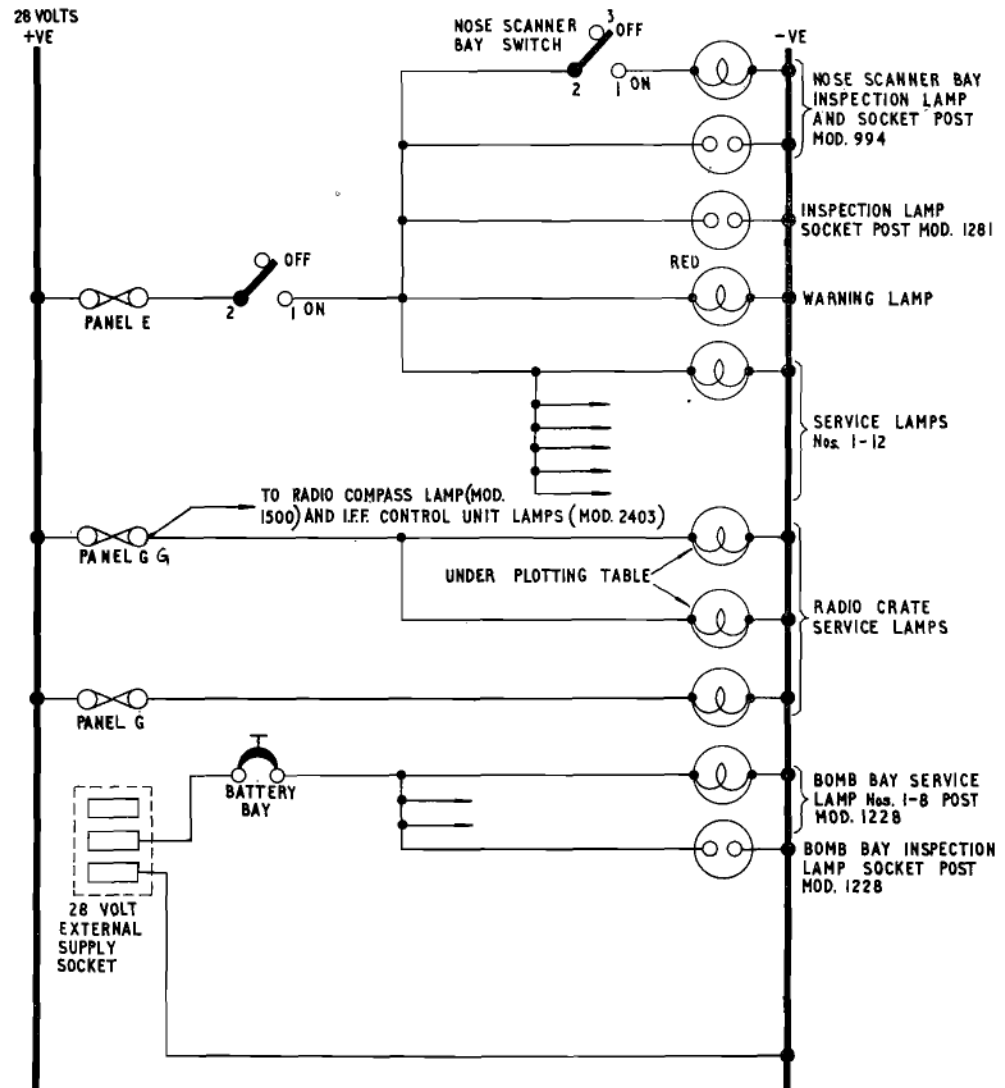 28 VOLTS
+VE
NOSE SCANNER
BAY SWITCH
3
OFF
2
1 ON
-VE
NOSE SCANNER BAY
INSPECTION LAMP
AND SOCKET POST
MOD. 994
INSPECTION LAMP
SOCKET POST MOD. 1281
OFF
2
1 ON
PANEL E
RED
WARNING LAMP
SERVICE LAMPS
Nos. 1-12
TO RADIO COMPASS LAMP(MOD.
1500) AND I.F.F. CONTROL UNIT LAMPS (MOD. 2403)
PANEL G G
UNDER PLOTTING TABLE
RADIO CRATE
SERVICE LAMPS
PANEL G
BATTERY
BAY
BOMB BAY SERVICE
LAMP Nos. 1-8 POST
MOD. 1228
BOMB BAY INSPECTION
LAMP SOCKET POST
MOD. 1228
28 VOLT
EXTERNAL
SUPPLY
SOCKET